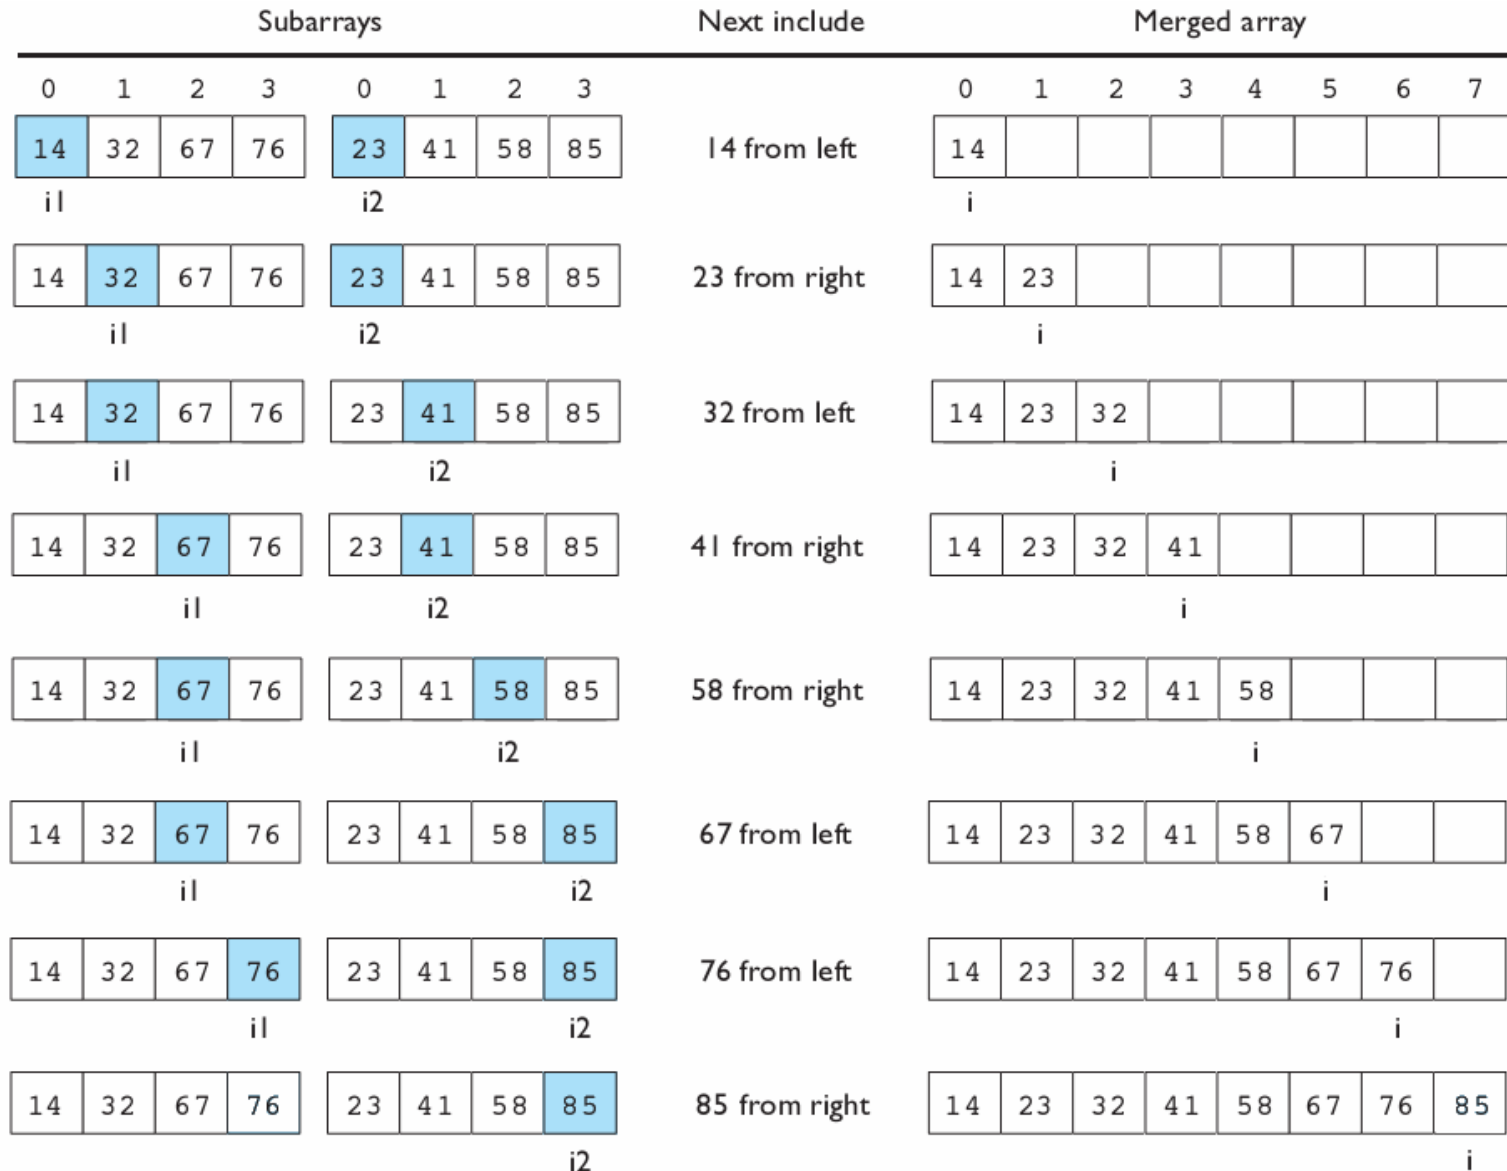 Subarrays Next include Merged array
0 1 2 3 0 1 2 3 0 1 2 3 4 5 6 7
14 32 67 76 23 41 58 85 14 from left 14
i1 i2 i
14 32 67 76 23 41 58 85 23 from right 14 23
i1 i2 i
14 32 67 76 23 41 58 85 32 from left 14 23 32
i1 i2 i
14 32 67 76 23 41 58 85 41 from right 14 23 32 41
i1 i2 i
14 32 67 76 23 41 58 85 58 from right 14 23 32 41 58
i1 i2 i
14 32 67 76 23 41 58 85 67 from left 14 23 32 41 58 67
i1 i2 i
14 32 67 76 23 41 58 85 76 from left 14 23 32 41 58 67 76
i1 i2 i
14 32 67 76 23 41 58 85 85 from right 14 23 32 41 58 67 76 85
i2 i